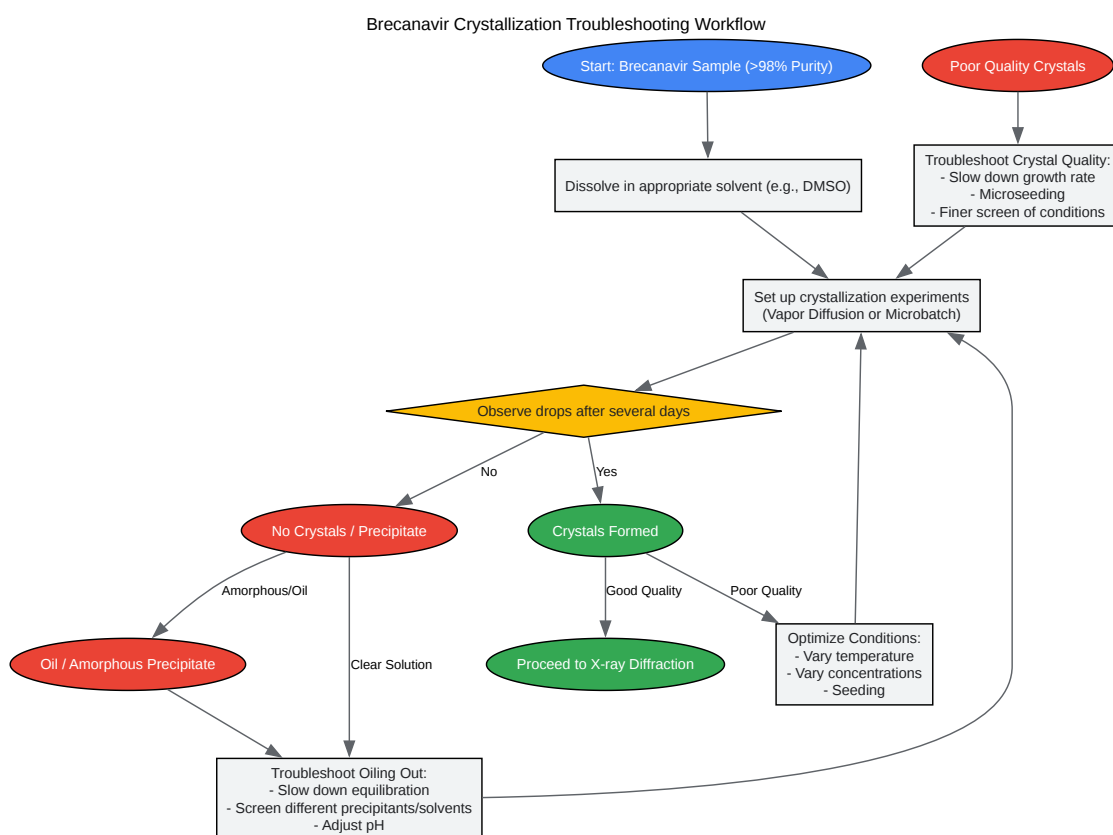 Brecanavir Crystallization Troubleshooting Workflow
Start: Brecanavir Sample (>98% Purity)
Poor Quality Crystals
Dissolve in appropriate solvent (e.g., DMSO)
Troubleshoot Crystal Quality:
- Slow down growth rate
- Microseeding
- Finer screen of conditions
Set up crystallization experiments
(Vapor Diffusion or Microbatch)
Observe drops after several days
No
Yes
No Crystals / Precipitate
Crystals Formed
Amorphous/Oil
Good Quality
Poor Quality
Oil / Amorphous Precipitate
Clear Solution
Proceed to X-ray Diffraction
Optimize Conditions:
- Vary temperature
- Vary concentrations
- Seeding
Troubleshoot Oiling Out:
- Slow down equilibration
- Screen different precipitants/solvents
- Adjust pH